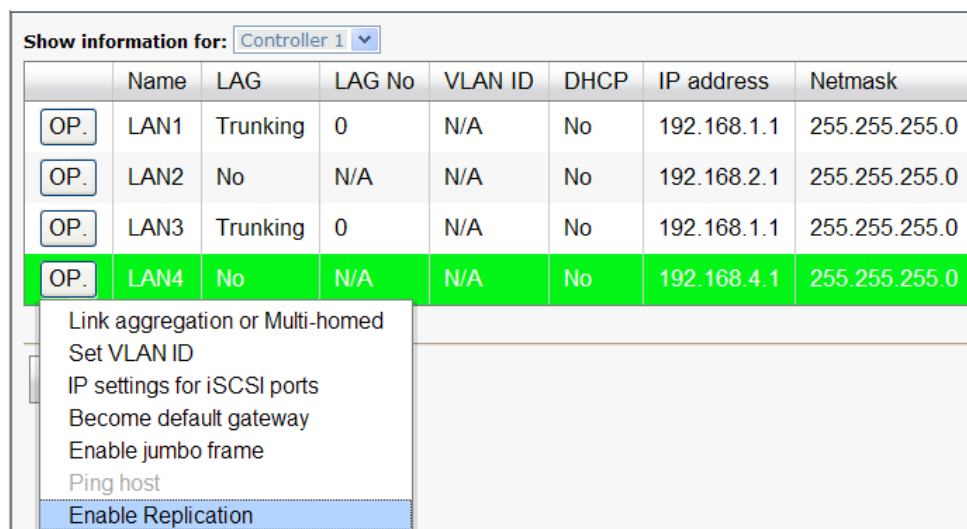 Show information for: Controller 1
Name LAG LAG No VLAN ID DHCP IP address Netmask
OP. LAN1 Trunking 0 N/A No 192.168.1.1 255.255.255.0
OP. LAN2 No N/A N/A No 192.168.2.1 255.255.255.0
OP. LAN3 Trunking 0 N/A No 192.168.1.1 255.255.255.0
OP. LAN4 No N/A N/A No 192.168.4.1 255.255.255.0
Link aggregation or Multi-homed
Set VLAN ID
IP settings for iSCSI ports
Become default gateway
Enable jumbo frame
Ping host
Enable Replication